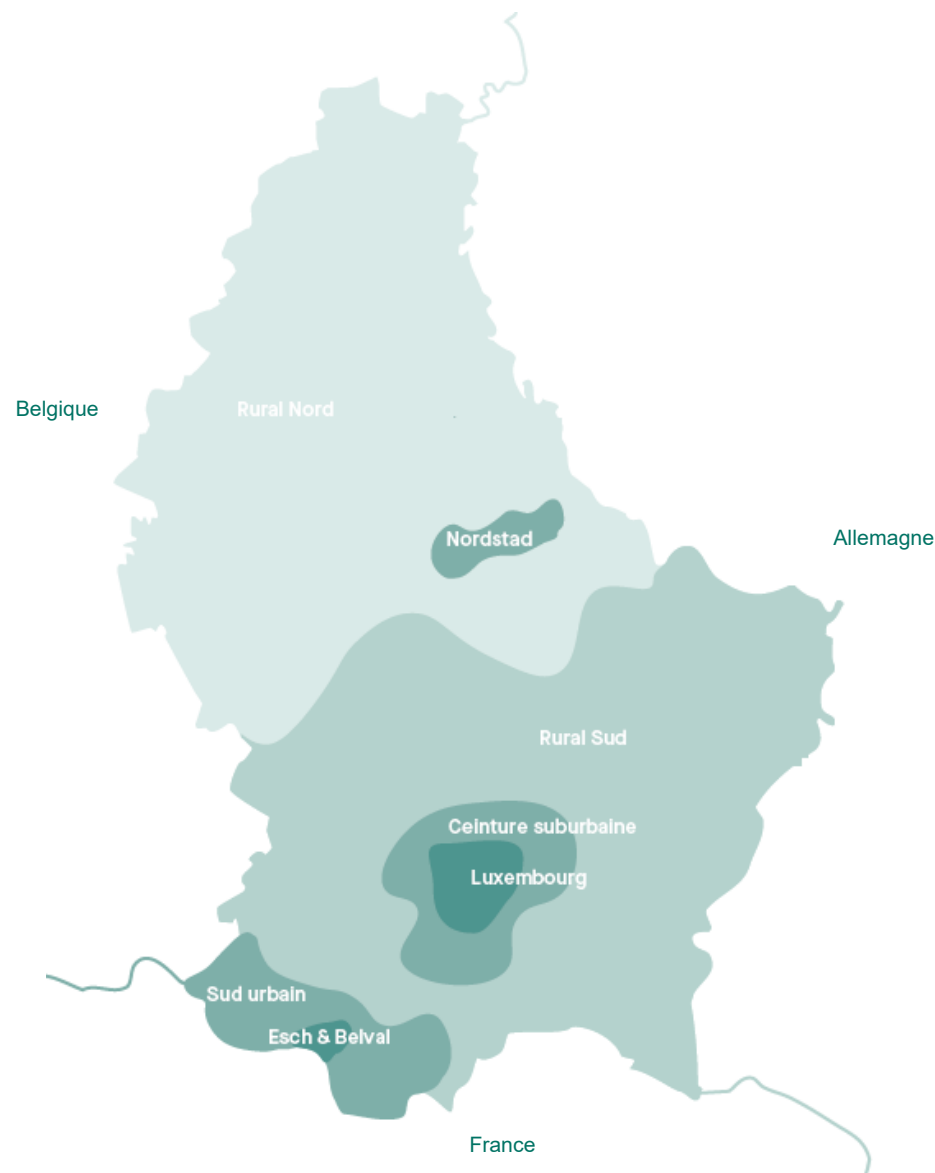 Belgique
Rural Nord
Nordstad
Allemagne
Rural Sud
Ceinture suburbaine
Luxembourg
Sud urbain
Esch & Belval
France